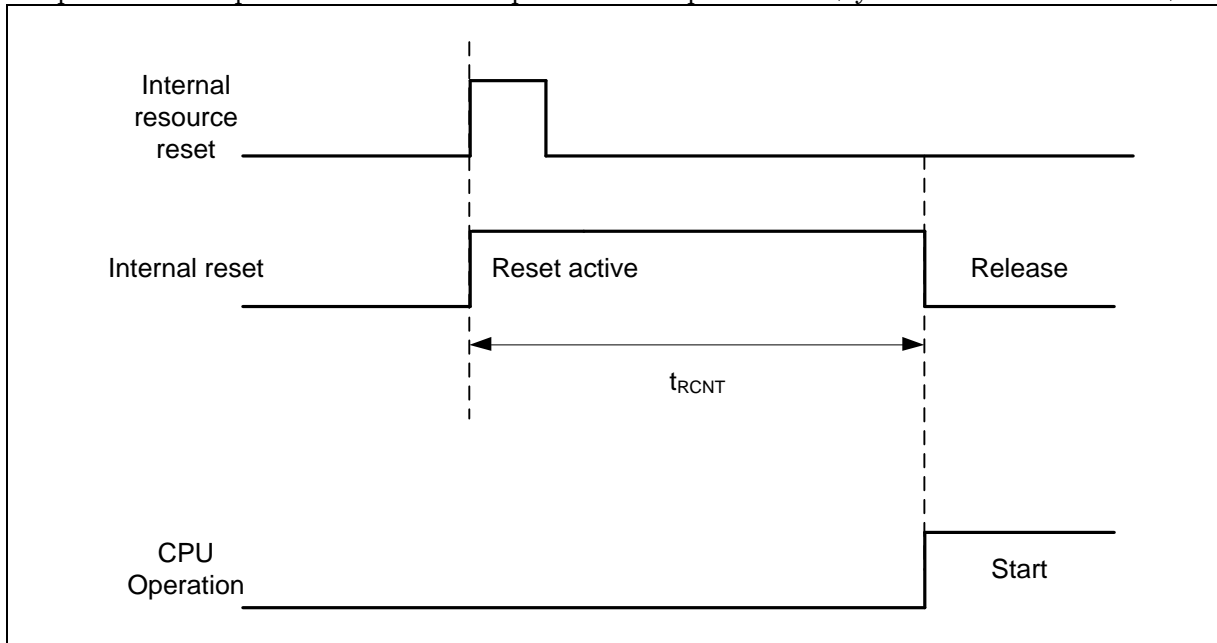 Internal
resource
reset
Internal reset
Reset active
Release
tRCNT
CPU
Operation
Start